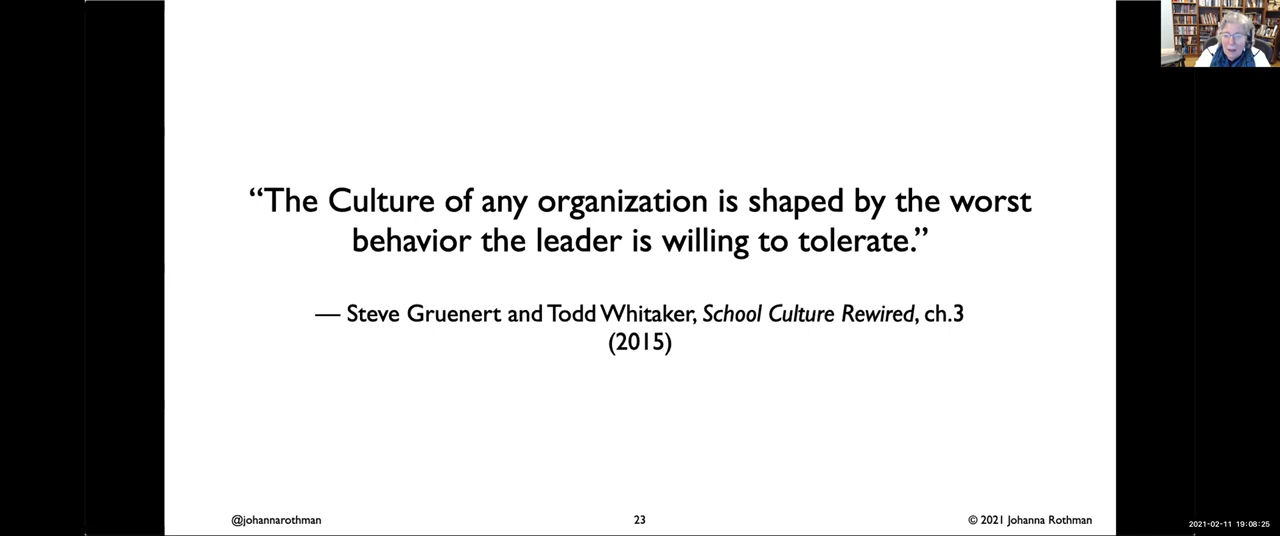 “The Culture of any organization is shaped by the worst
behavior the leader is willing to tolerate.”
— Steve Gruenert and Todd Whitaker, School Culture Rewired, ch.3
(2015)
@johannarothman
23
© 2021 Johanna Rothman
2021-02-11 19:08:25